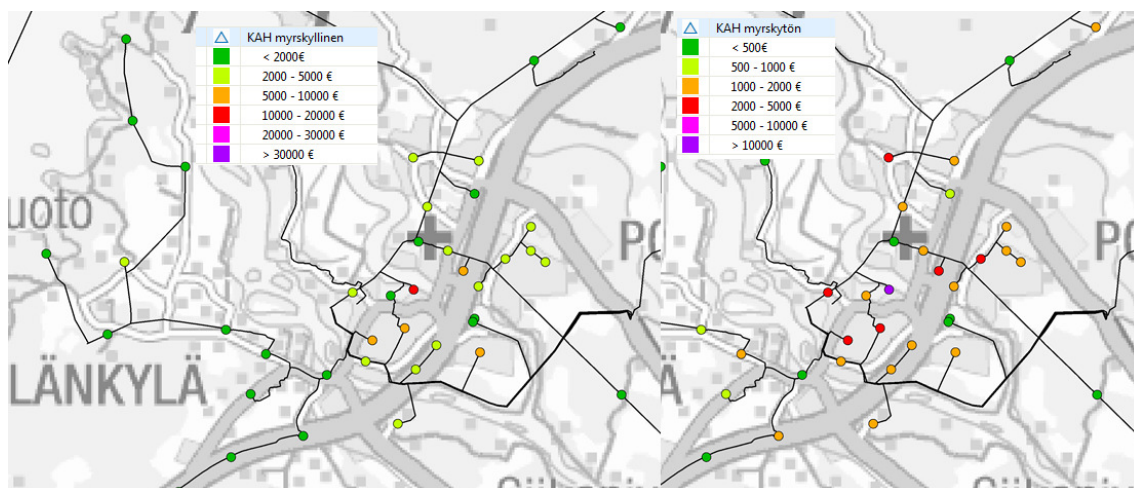 KAH myrskyllinen
< 2000€
2000 - 5000 €
5000 - 10000 €
10000 - 20000 €
20000 - 30000 €
> 30000 €
KAH myrskytön
< 500€
500 - 1000 €
1000 - 2000 €
2000 - 5000 €
5000 - 10000 €
> 10000 €
uoto
PO
PO
LÄNKYLÄ